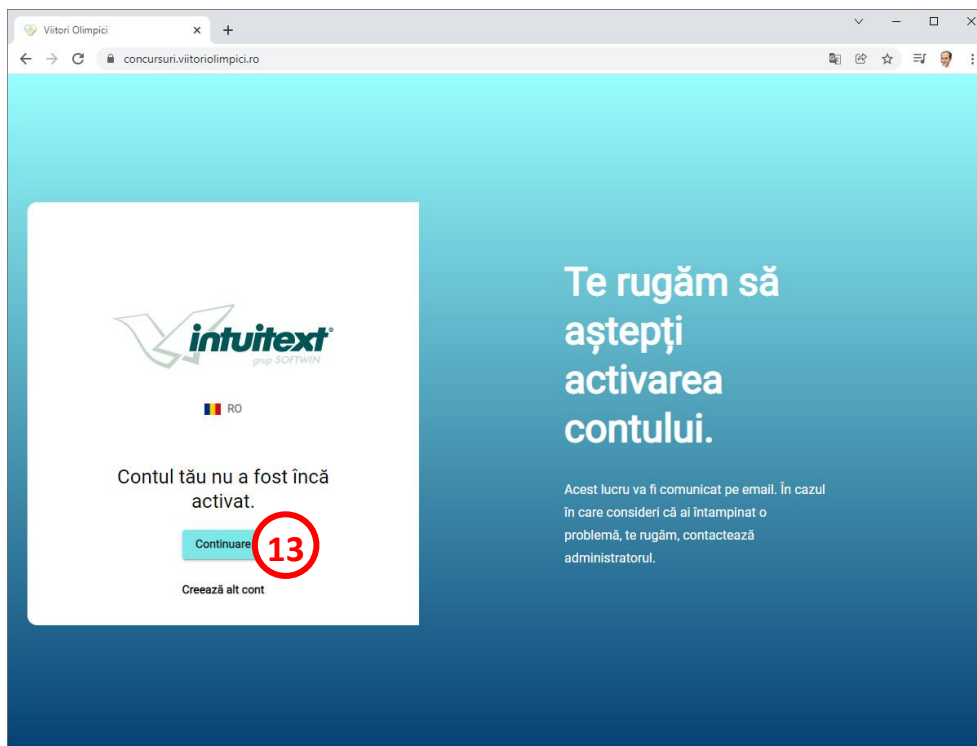 Viitori Olimpici
concursuri.viitoriolimpici.ro
intuitext®
grup SOFTWIN
RO
Contul tău nu a fost încă
activat.
Continuare
13
Creează alt cont
Te rugăm să
aștepți
activarea
contului.
Acest lucru va fi comunicat pe email. În cazul
în care consideri că ai întampinat o
problemă, te rugăm, contactează
administratorul.